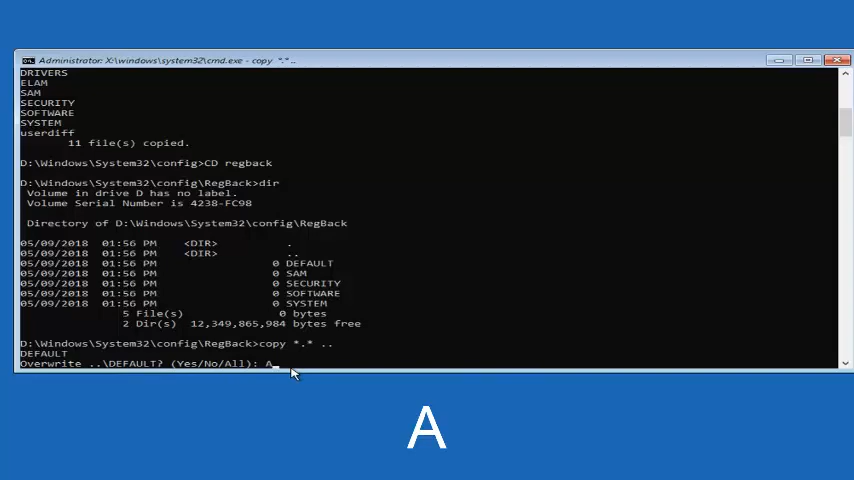 Administrator: X:\windows\system32\cmd.exe - copy *.* ..
DRIVERS
ELAM
SAM
SECURITY
SOFTWARE
SYSTEM
userdiff
11 file(s) copied.
D:\Windows\System32\config>CD regback
D:\Windows\System32\config\RegBack>dir
Volume in drive D has no label.
Volume Serial Number is 4238-FC98
Directory of D:\Windows\System32\config\RegBack
05/09/2018 01:56 PM <DIR> .
05/09/2018 01:56 PM <DIR> ..
05/09/2018 01:56 PM 0 DEFAULT
05/09/2018 01:56 PM 0 SAM
05/09/2018 01:56 PM 0 SECURITY
05/09/2018 01:56 PM 0 SOFTWARE
05/09/2018 01:56 PM 0 SYSTEM
5 File(s) 0 bytes
2 Dir(s) 12,349,865,984 bytes free
D:\Windows\System32\config\RegBack>copy *.* ..
DEFAULT
Overwrite ..\DEFAULT? (Yes/No/All): A_
A